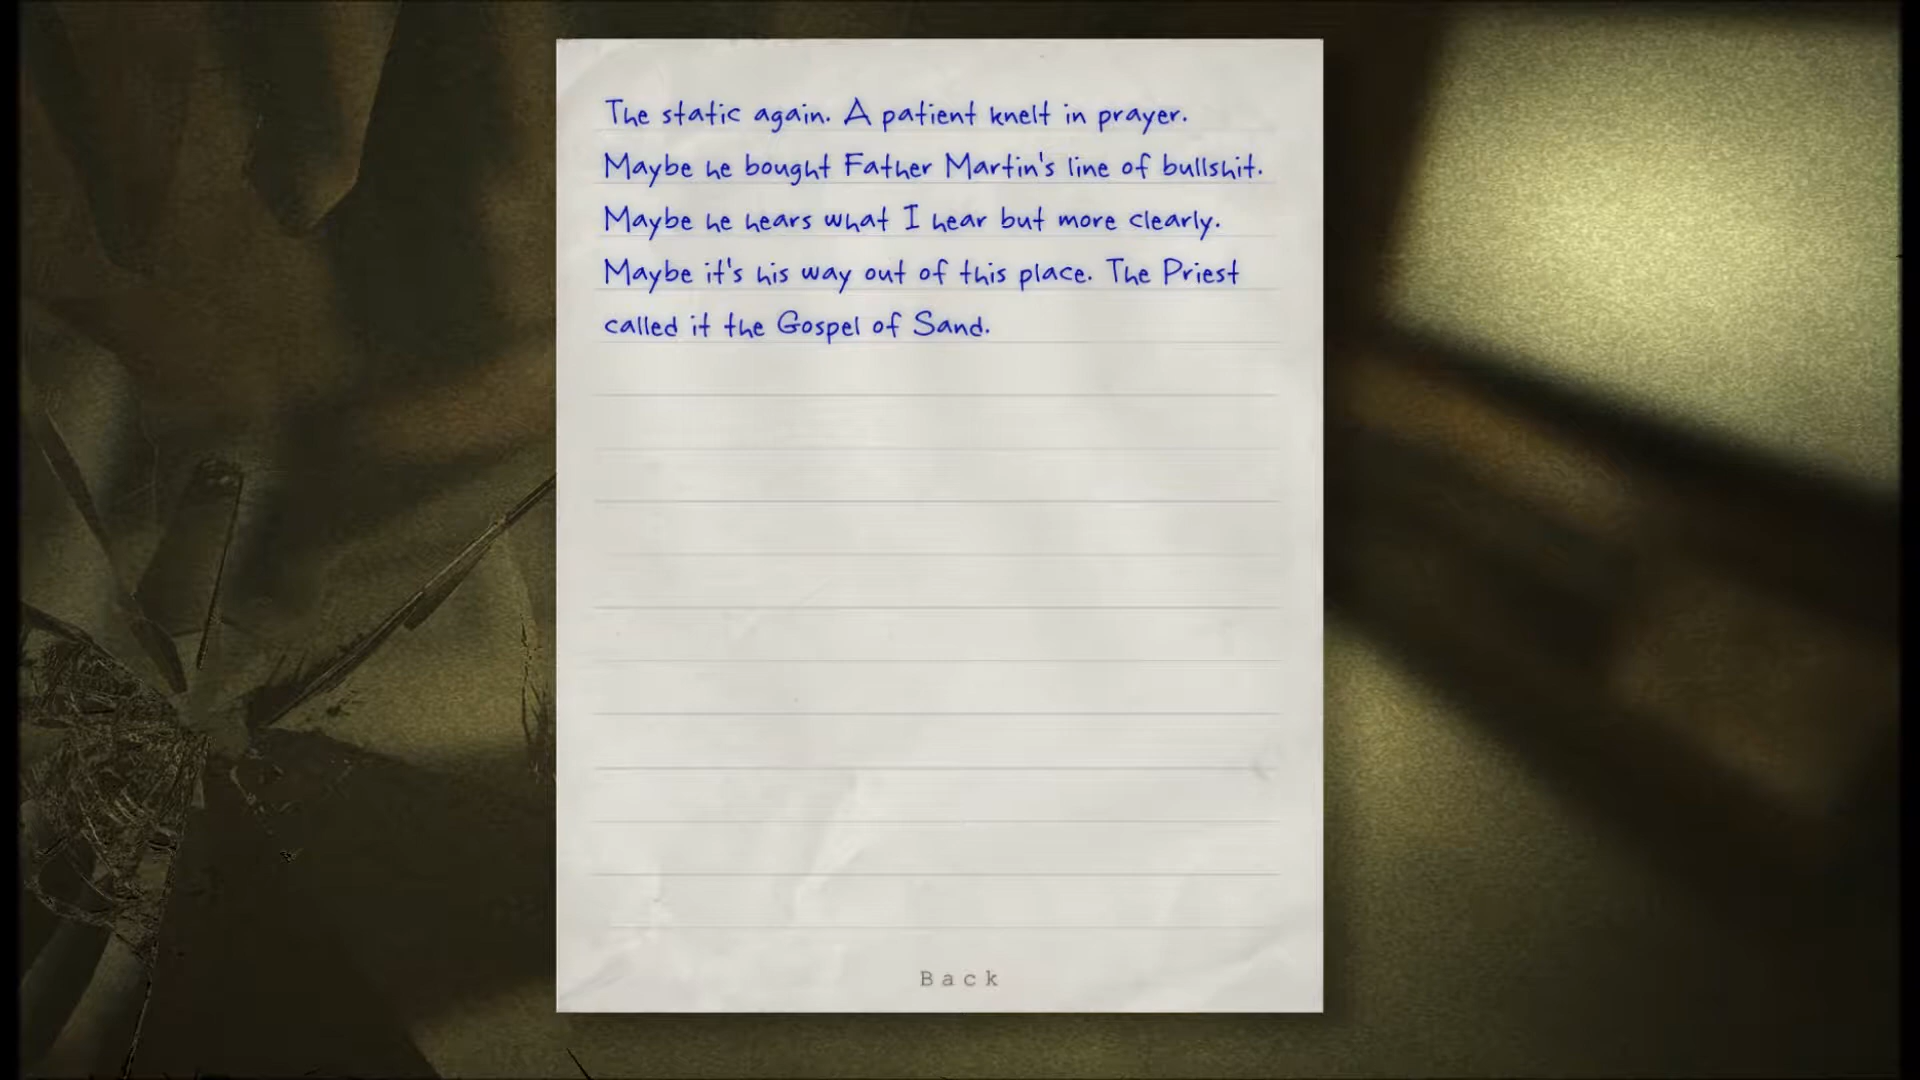 The static again. A patient knelt in prayer.
Maybe he bought Father Martin's line of bullshit.
Maybe he hears what I hear but more clearly.
Maybe it's his way out of this place. The Priest
called it the Gospel of Sand.
Back